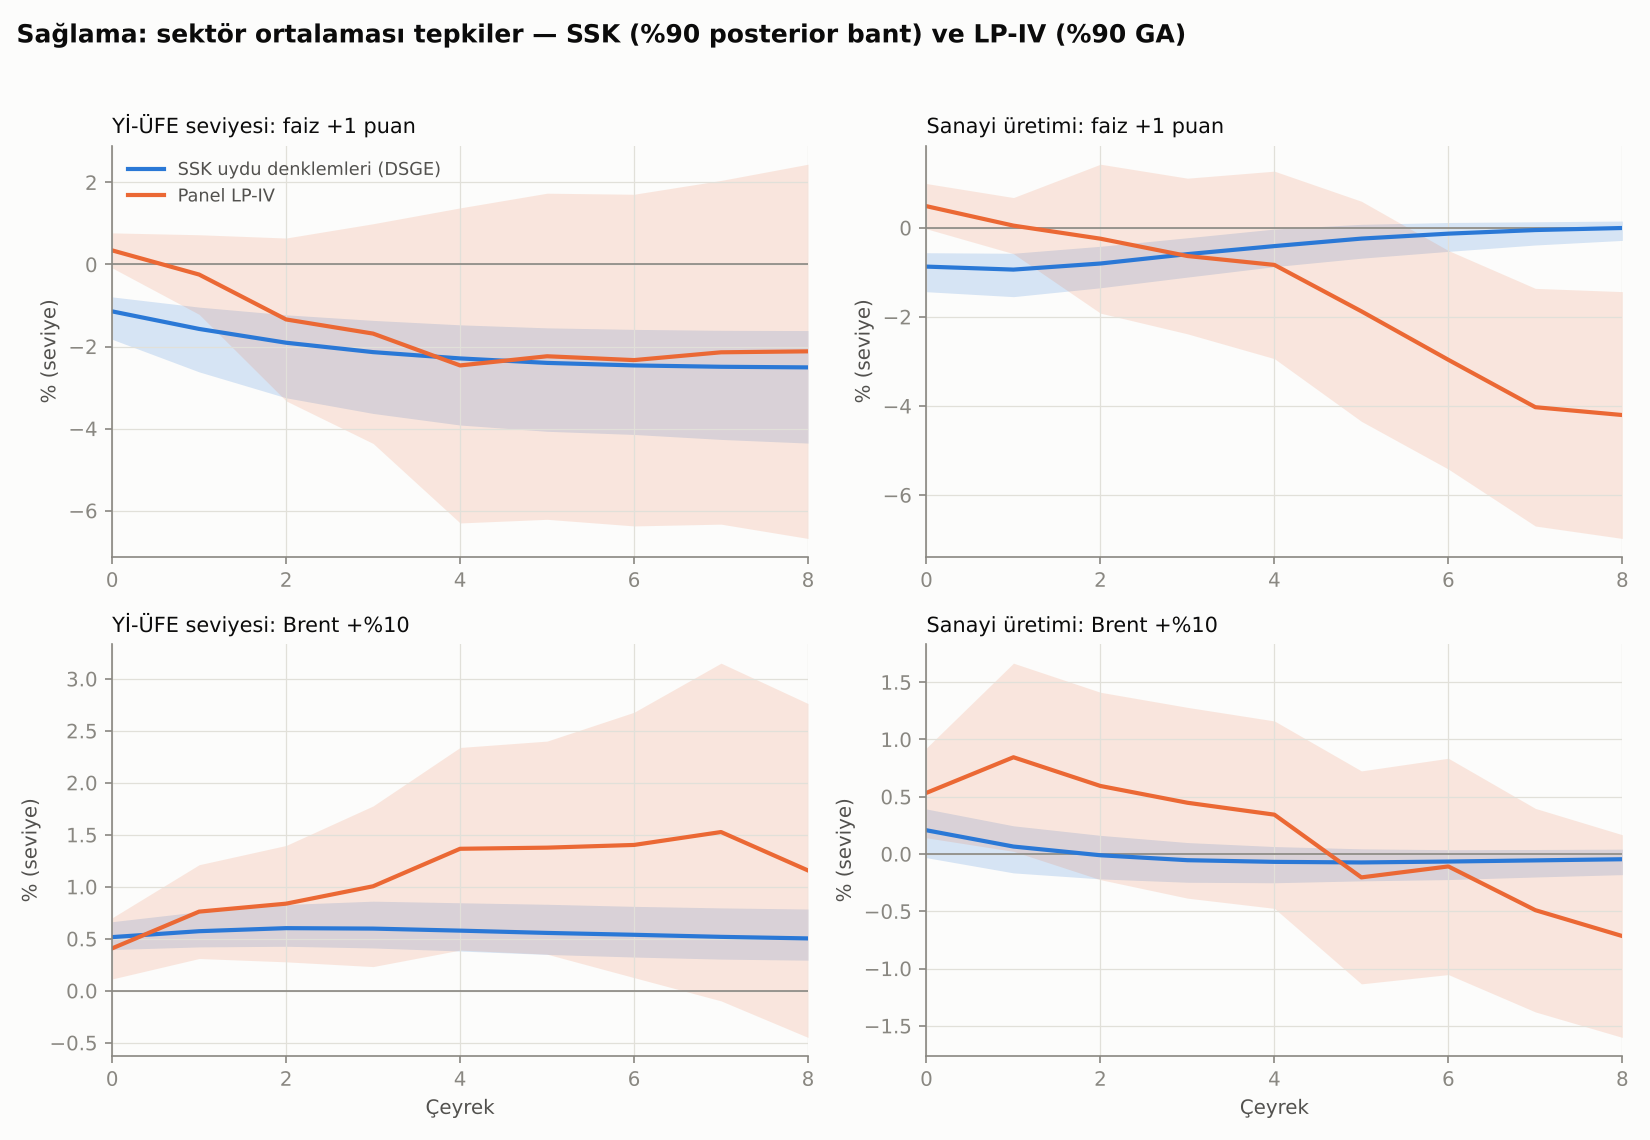 Sağlama: sektör ortalaması tepkiler — SSK (%90 posterior bant) ve LP-IV (%90 GA)
Yİ-ÜFE seviyesi: faiz +1 puan
SSK uydu denklemleri (DSGE)
Panel LP-IV
% (seviye)
2
0
−2
−4
−6
0 2 4 6 8
Sanayi üretimi: faiz +1 puan
% (seviye)
0
−2
−4
−6
0 2 4 6 8
Yİ-ÜFE seviyesi: Brent +%10
% (seviye)
3.0
2.5
2.0
1.5
1.0
0.5
0.0
−0.5
0 2 4 6 8
Çeyrek
Sanayi üretimi: Brent +%10
% (seviye)
1.5
1.0
0.5
0.0
−0.5
−1.0
−1.5
0 2 4 6 8
Çeyrek